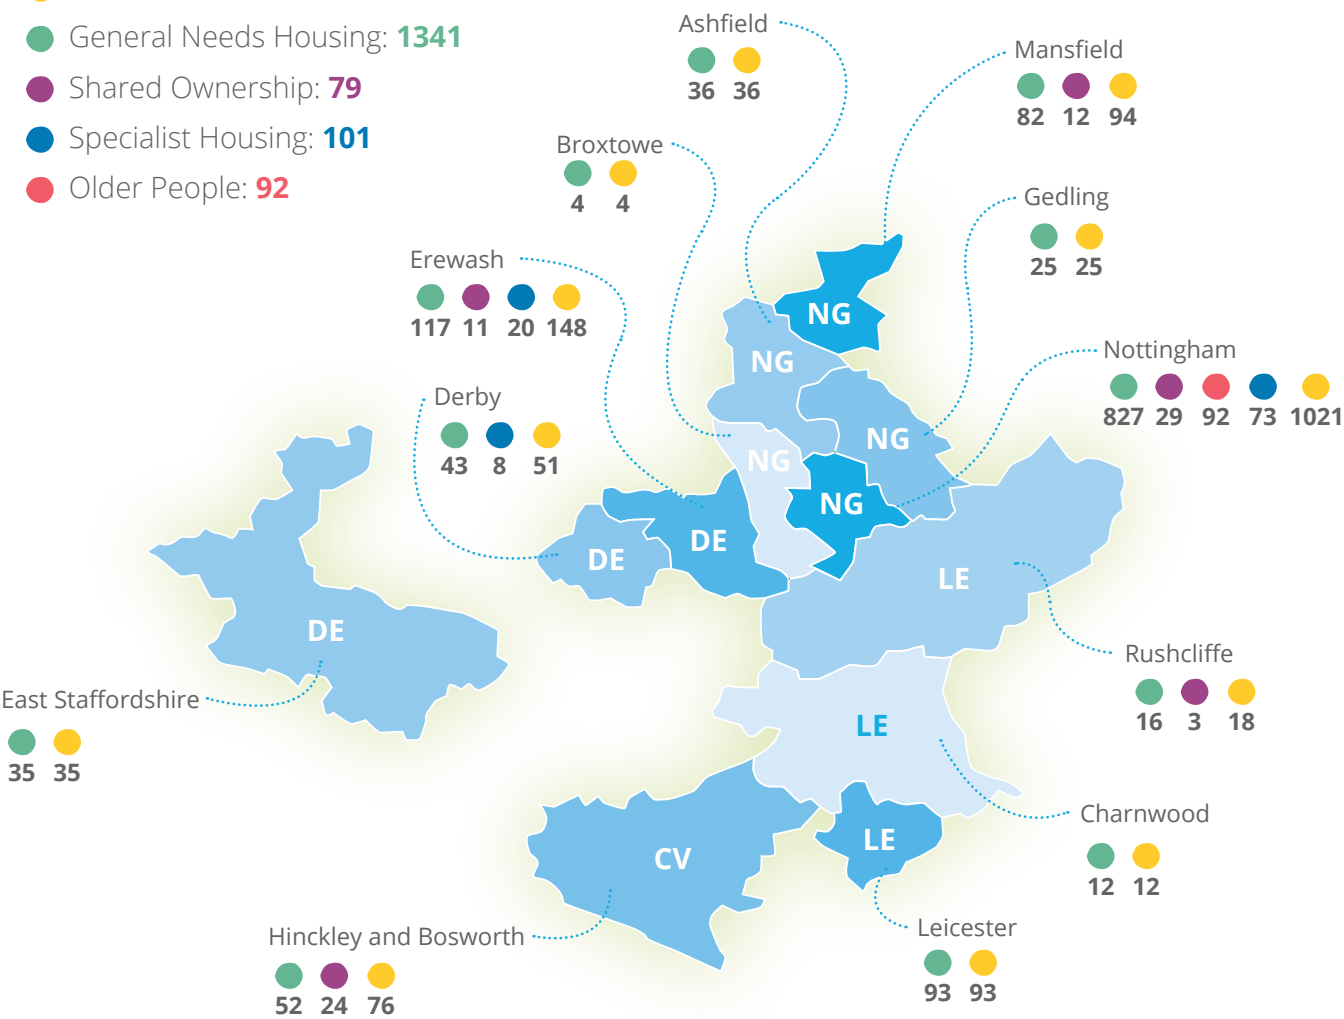 General Needs Housing: 1341
Shared Ownership: 79
Specialist Housing: 101
Older People: 92
Ashfield
36 36
Mansfield
82 12 94
Broxtowe
4 4
Gedling
25 25
Erewash
117 11 20 148
Nottingham
827 29 92 73 1021
Derby
43 8 51
NG
NG
NG
NG
NG
DE
DE
LE
DE
Rushcliffe
16 3 18
East Staffordshire
35 35
LE
Charnwood
12 12
LE
CV
Leicester
93 93
Hinckley and Bosworth
52 24 76